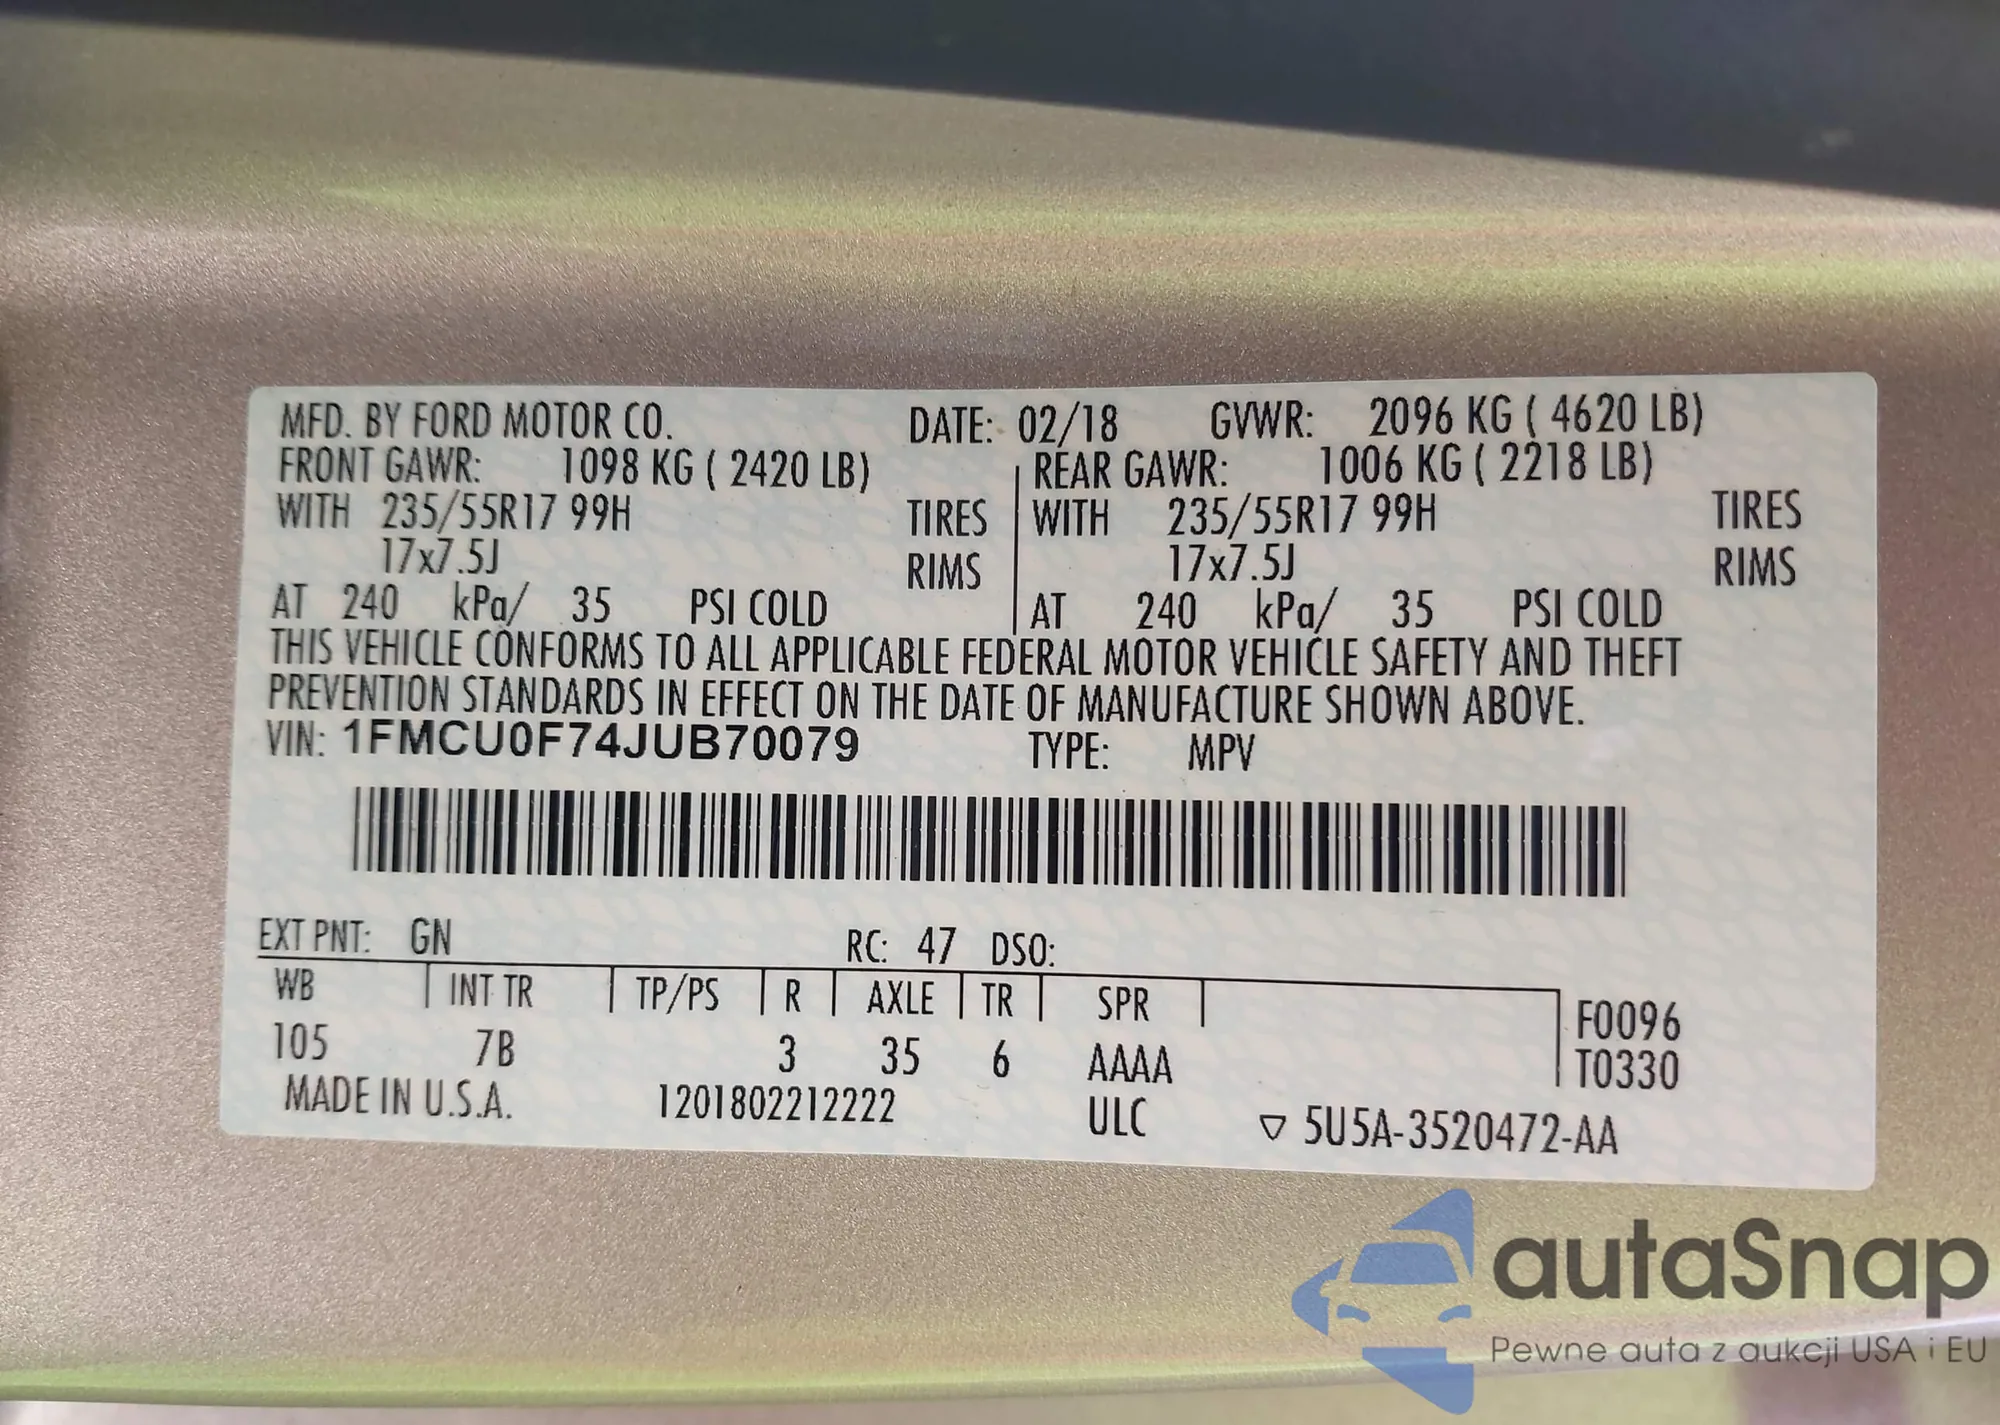 MFD. BY FORD MOTOR CO. DATE: 02/18 GVWR: 2096 KG ( 4620 LB)
FRONT GAWR: 1098 KG ( 2420 LB) REAR GAWR: 1006 KG ( 2218 LB)
WITH 235/55R17 99H TIRES WITH 235/55R17 99H TIRES
17x7.5J RIMS 17x7.5J RIMS
AT 240 kPa/ 35 PSI COLD AT 240 kPa/ 35 PSI COLD
THIS VEHICLE CONFORMS TO ALL APPLICABLE FEDERAL MOTOR VEHICLE SAFETY AND THEFT
PREVENTION STANDARDS IN EFFECT ON THE DATE OF MANUFACTURE SHOWN ABOVE.
VIN: 1FMCU0F74JUB70079 TYPE: MPV
EXT PNT: GN RC: 47 DSO:
WB INT TR TP/PS R AXLE TR SPR F0096
105 7B 3 35 6 AAAA T0330
MADE IN U.S.A. 1201802212222 ULC ▽ 5U5A-3520472-AA
autaSnap
Pewne auta z aukcji USA i EU